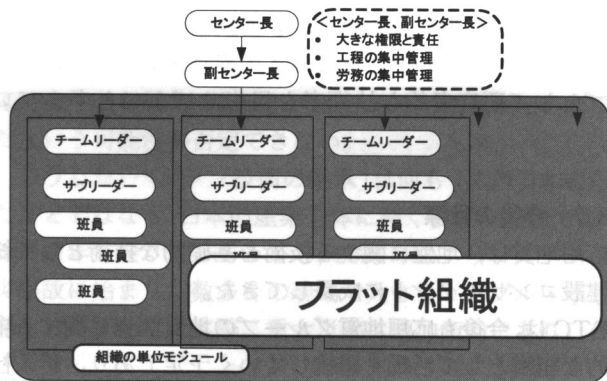 センター長
＜センター長、副センター長＞
• 大きな権限と責任
• 工程の集中管理
• 労務の集中管理
副センター長
チームリーダー
チームリーダー
チームリーダー
サブリーダー
サブリーダー
サブリーダー
班員
班員
班員
班員
班員
班員
班員
フラット組織
組織の単位モジュール